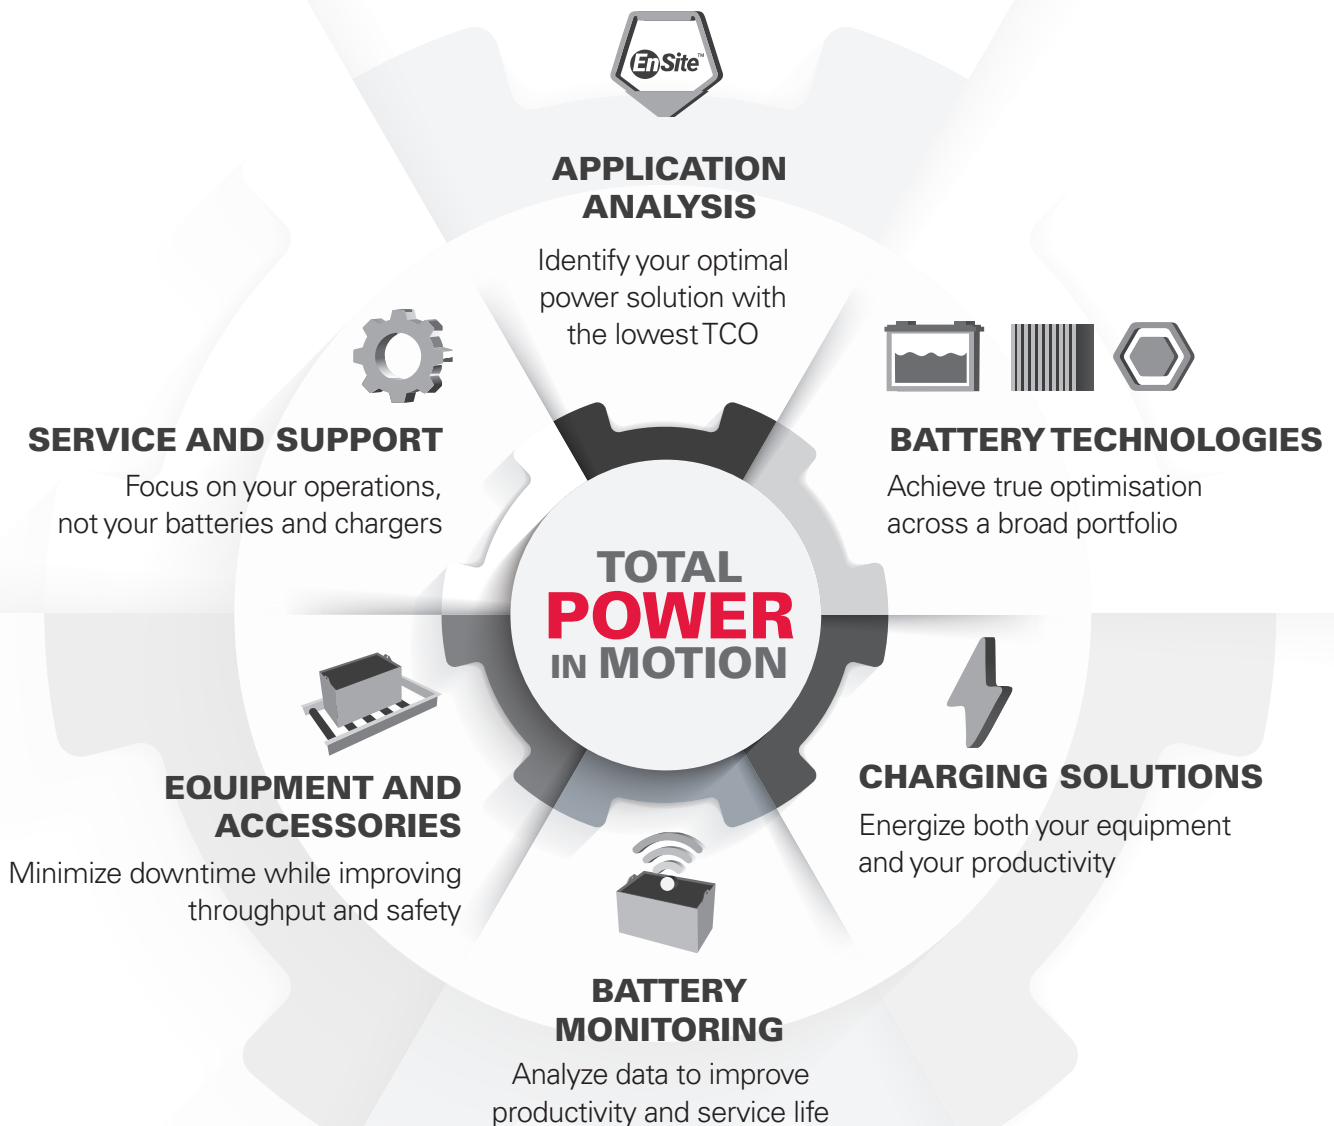 EnSite™
APPLICATION
ANALYSIS
Identify your optimal
power solution with
the lowest TCO
BATTERY TECHNOLOGIES
Achieve true optimisation
across a broad portfolio
CHARGING SOLUTIONS
Energize both your equipment
and your productivity
BATTERY
MONITORING
Analyze data to improve
productivity and service life
EQUIPMENT AND
ACCESSORIES
Minimize downtime while improving
throughput and safety
SERVICE AND SUPPORT
Focus on your operations,
not your batteries and chargers
TOTAL
POWER
IN MOTION